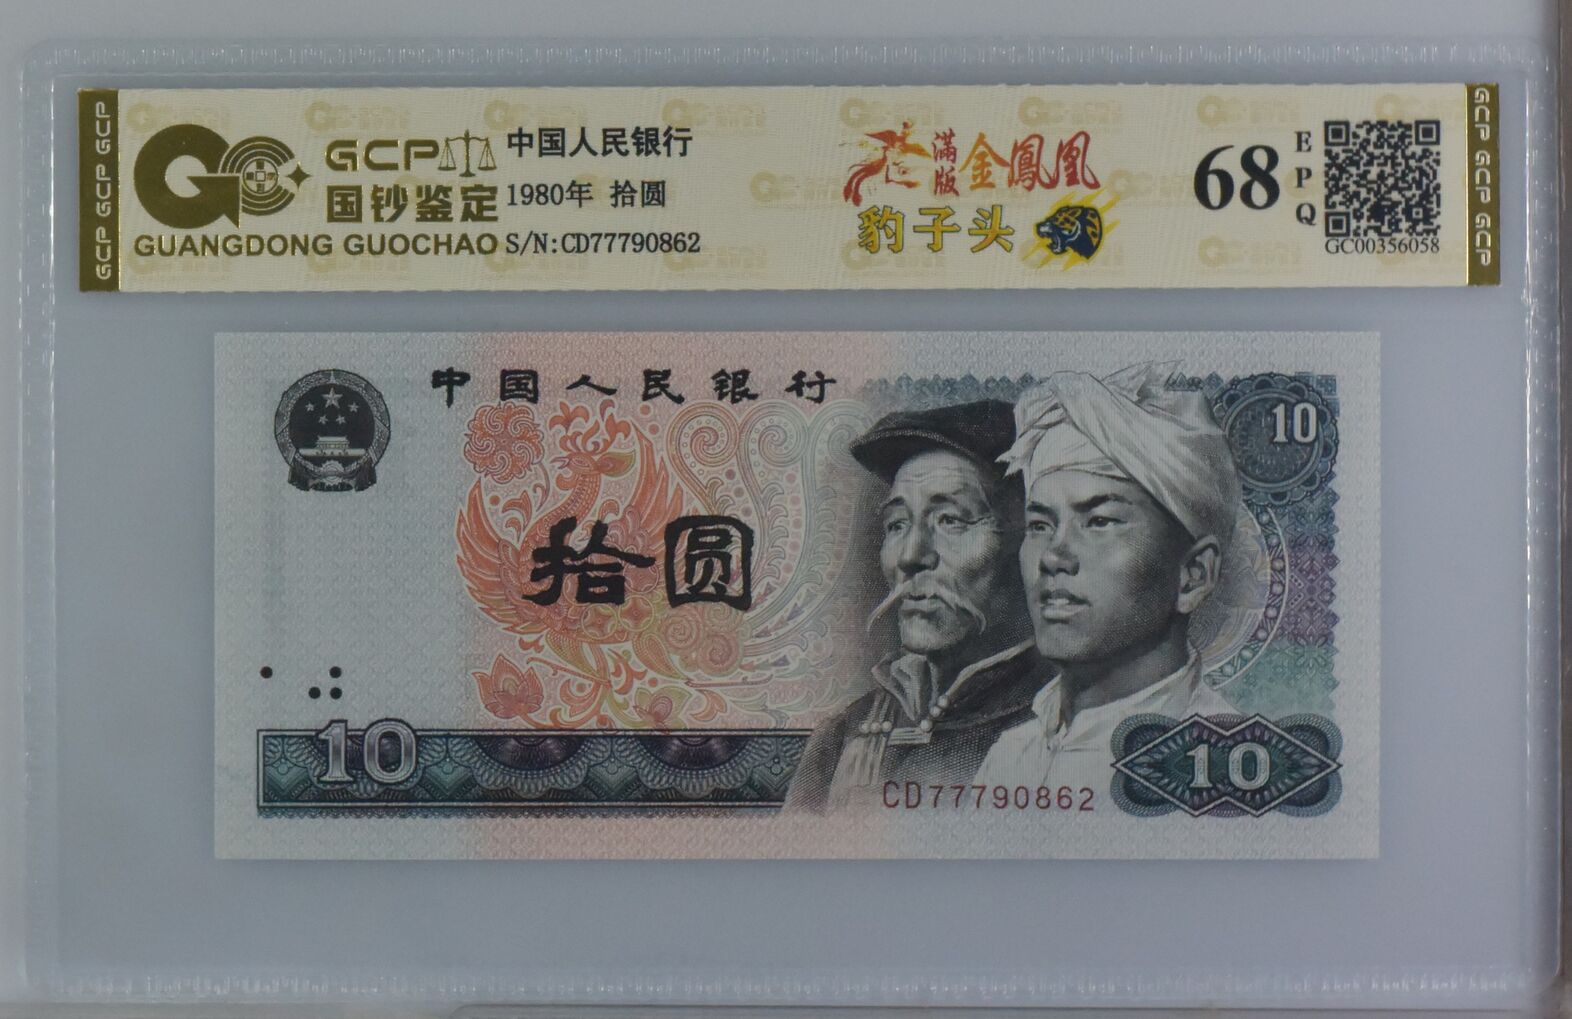 GCP GCP GCP
GC
GCP
国钞鉴定
GUANGDONG GUOCHAO
中国人民银行
1980年 拾圆
S/N:CD77790862
满版
金鳳凰
豹子头
68
EPQ
GC00356058
GCP GCP GCP
中国人民银行
10
拾圆
10
10
CD77790862